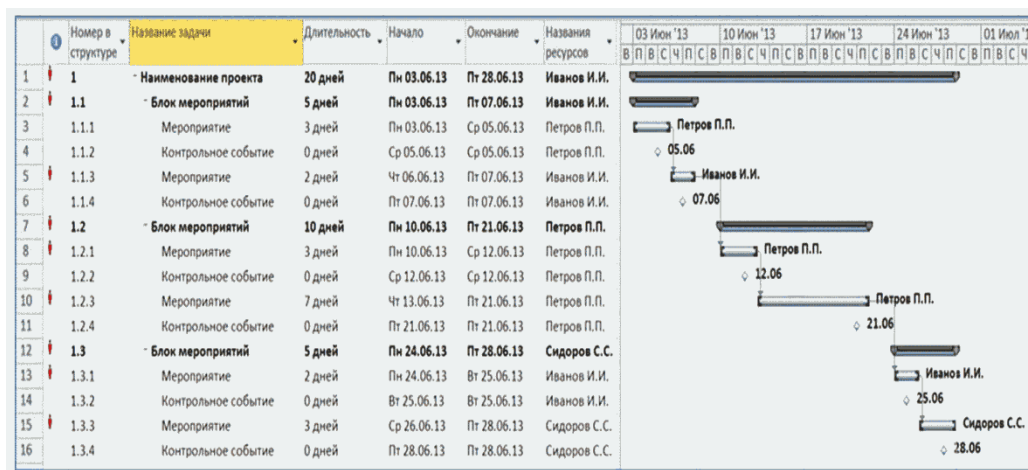 Номер в структуре Название задачи Длительность Начало Окончание Названия ресурсов 03 Июн '13 10 Июн '13 17 Июн '13 24 Июн '13 01 Июл '1
В П В С Ч П С В П В С Ч П С В П В С Ч П С В П В С Ч П С В П В С Ч
1 1 Наименование проекта 20 дней Пн 03.06.13 Пт 28.06.13 Иванов И.И.
2 1.1 Блок мероприятий 5 дней Пн 03.06.13 Пт 07.06.13 Иванов И.И.
3 1.1.1 Мероприятие 3 дней Пн 03.06.13 Ср 05.06.13 Петров П.П. Петров П.П.
4 1.1.2 Контрольное событие 0 дней Ср 05.06.13 Ср 05.06.13 Петров П.П. 05.06
5 1.1.3 Мероприятие 2 дней Чт 06.06.13 Пт 07.06.13 Иванов И.И. Иванов И.И.
6 1.1.4 Контрольное событие 0 дней Пт 07.06.13 Пт 07.06.13 Иванов И.И. 07.06
7 1.2 Блок мероприятий 10 дней Пн 10.06.13 Пт 21.06.13 Петров П.П.
8 1.2.1 Мероприятие 3 дней Пн 10.06.13 Ср 12.06.13 Петров П.П. Петров П.П.
9 1.2.2 Контрольное событие 0 дней Ср 12.06.13 Ср 12.06.13 Петров П.П. 12.06
10 1.2.3 Мероприятие 7 дней Чт 13.06.13 Пт 21.06.13 Петров П.П. Петров П.П.
11 1.2.4 Контрольное событие 0 дней Пт 21.06.13 Пт 21.06.13 Петров П.П. 21.06
12 1.3 Блок мероприятий 5 дней Пн 24.06.13 Пт 28.06.13 Сидоров С.С.
13 1.3.1 Мероприятие 2 дней Пн 24.06.13 Вт 25.06.13 Иванов И.И. Иванов И.И.
14 1.3.2 Контрольное событие 0 дней Вт 25.06.13 Вт 25.06.13 Иванов И.И. 25.06
15 1.3.3 Мероприятие 3 дней Ср 26.06.13 Пт 28.06.13 Сидоров С.С. Сидоров С.С.
16 1.3.4 Контрольное событие 0 дней Пт 28.06.13 Пт 28.06.13 Сидоров С.С. 28.06